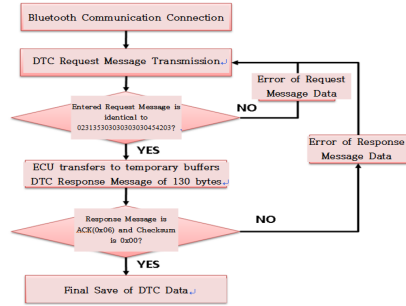 Bluetooth Communication Connection
DTC Request Message Transmission
Error of Request
Message Data
Entered Request Message is
identical to
023135303030303030454203?
NO
Error of Response
Message Data
YES
ECU transfers to temporary buffers
DTC Response Message of 130 bytes
Response Message is
ACK(0x06) and Checksum
is 0x00?
NO
YES
Final Save of DTC Data